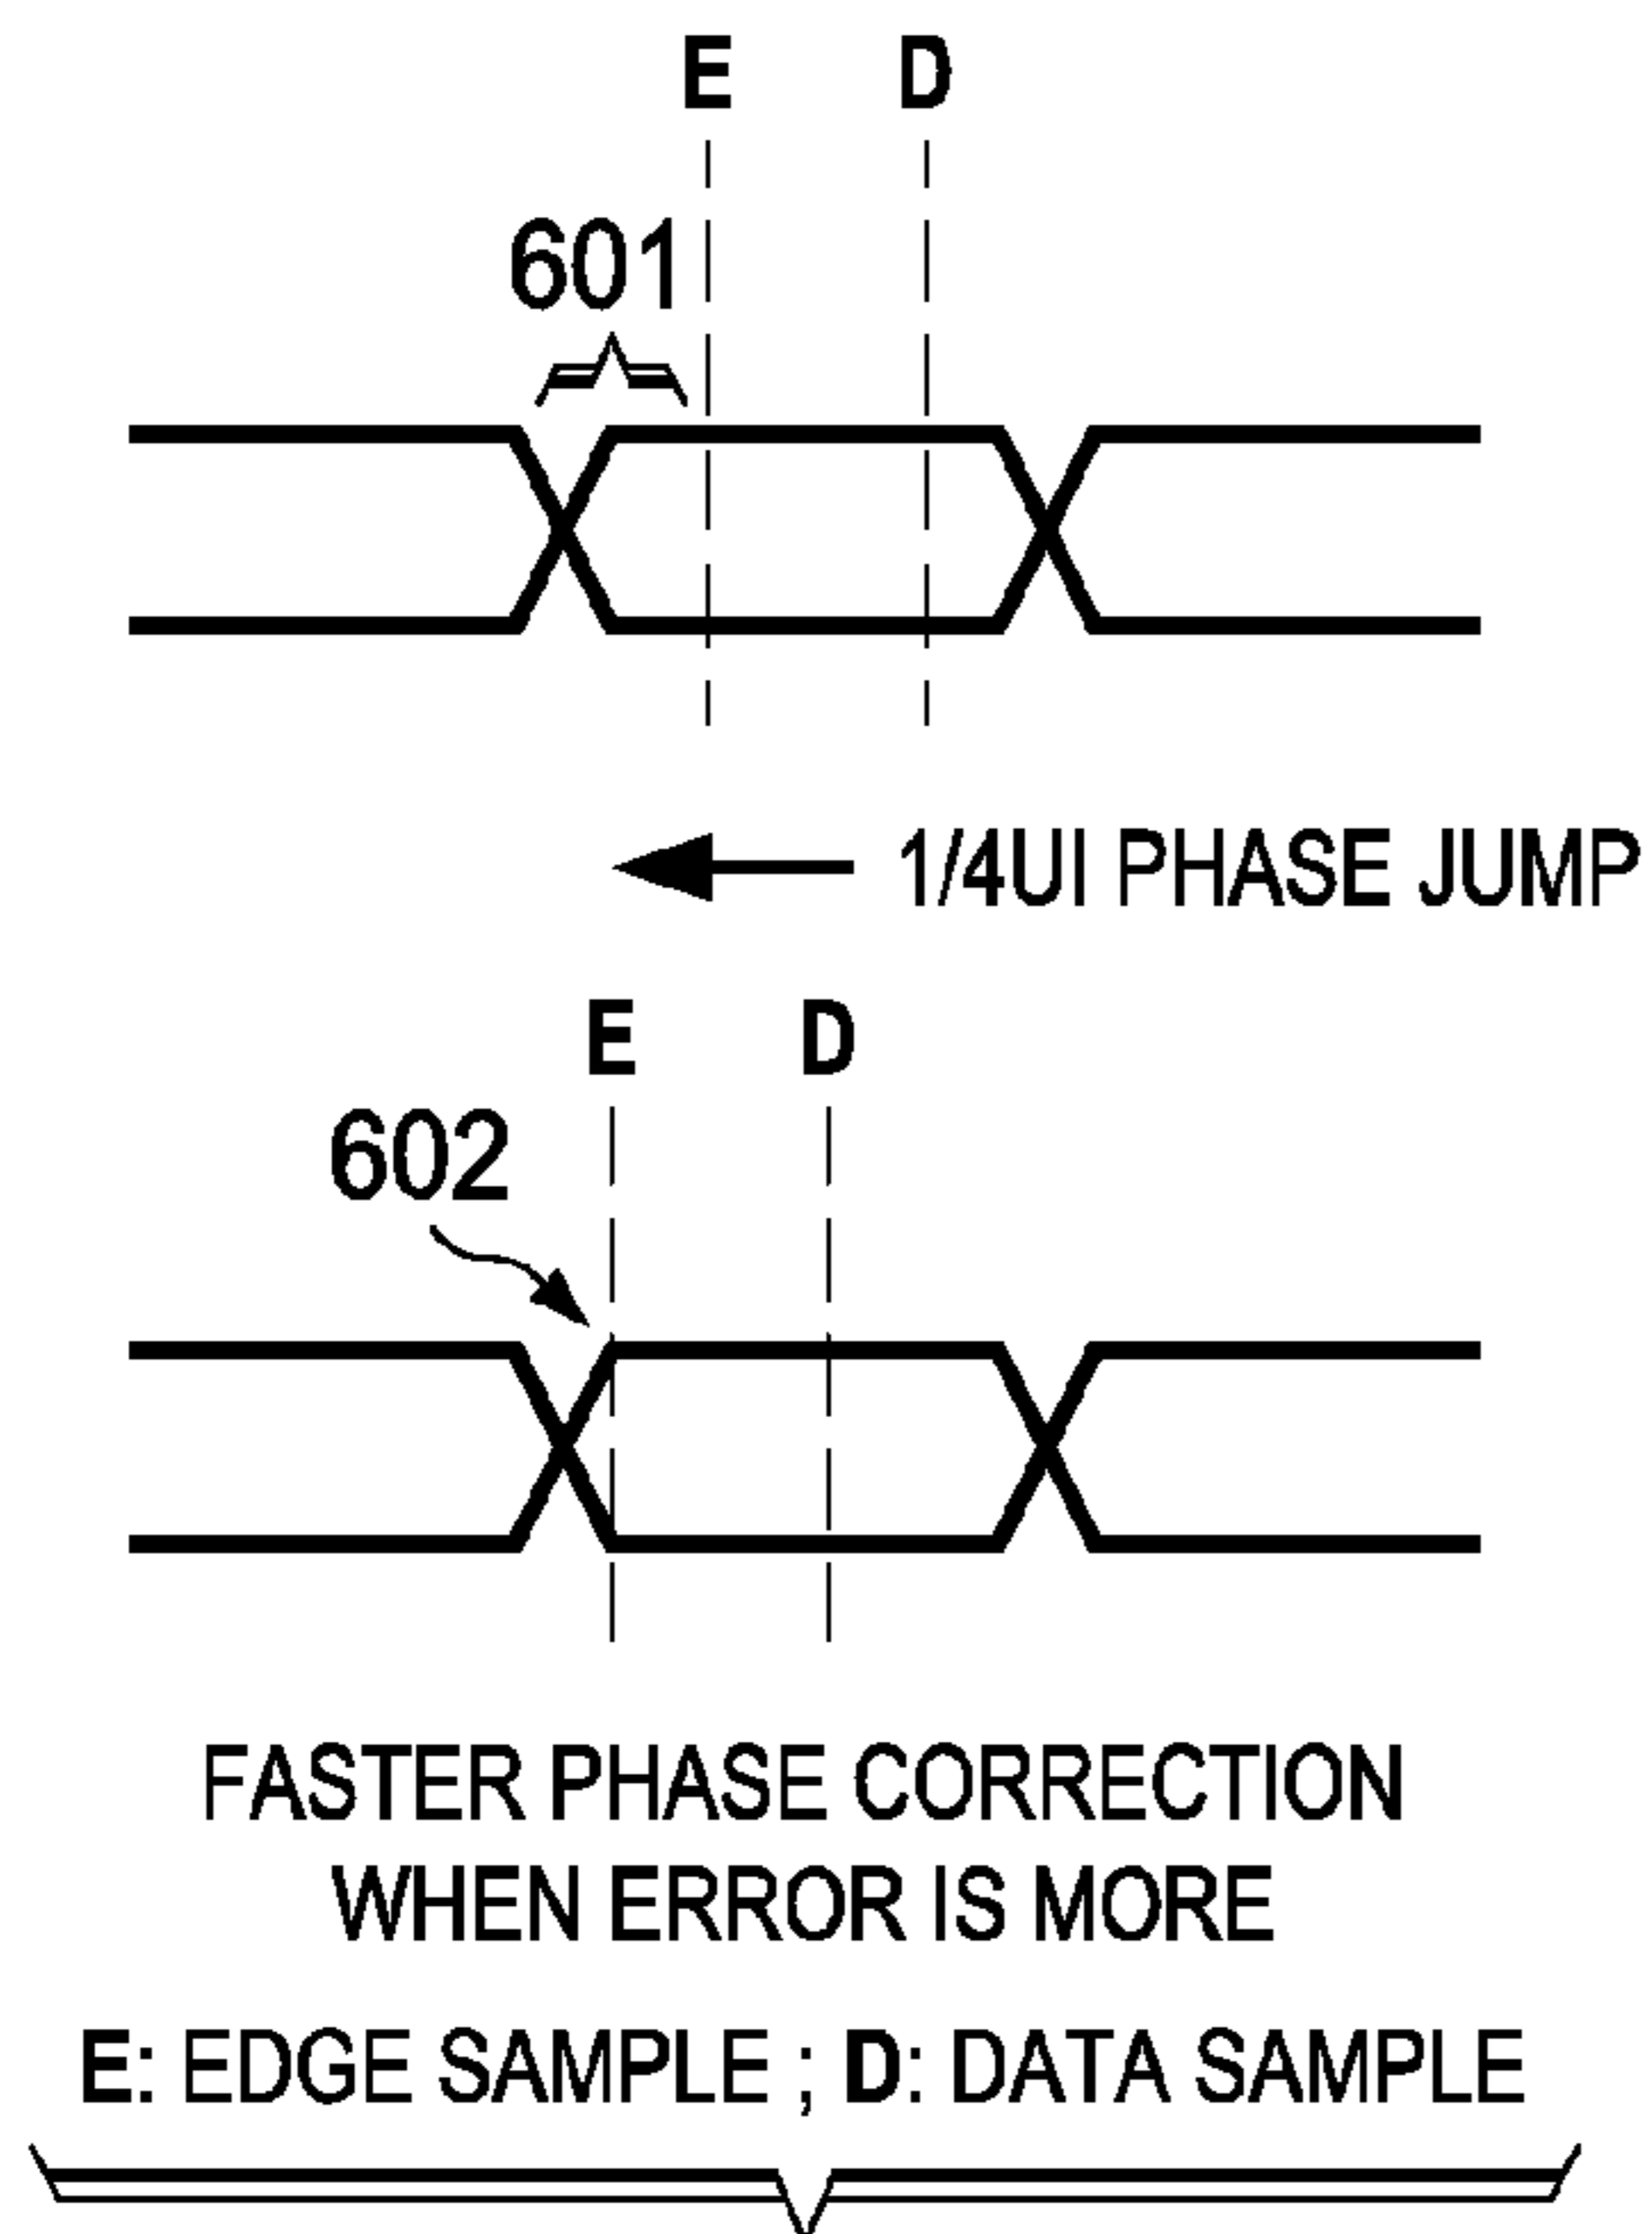 E D
601
1/4UI PHASE JUMP
E D
602
FASTER PHASE CORRECTION
WHEN ERROR IS MORE
E: EDGE SAMPLE ; D: DATA SAMPLE